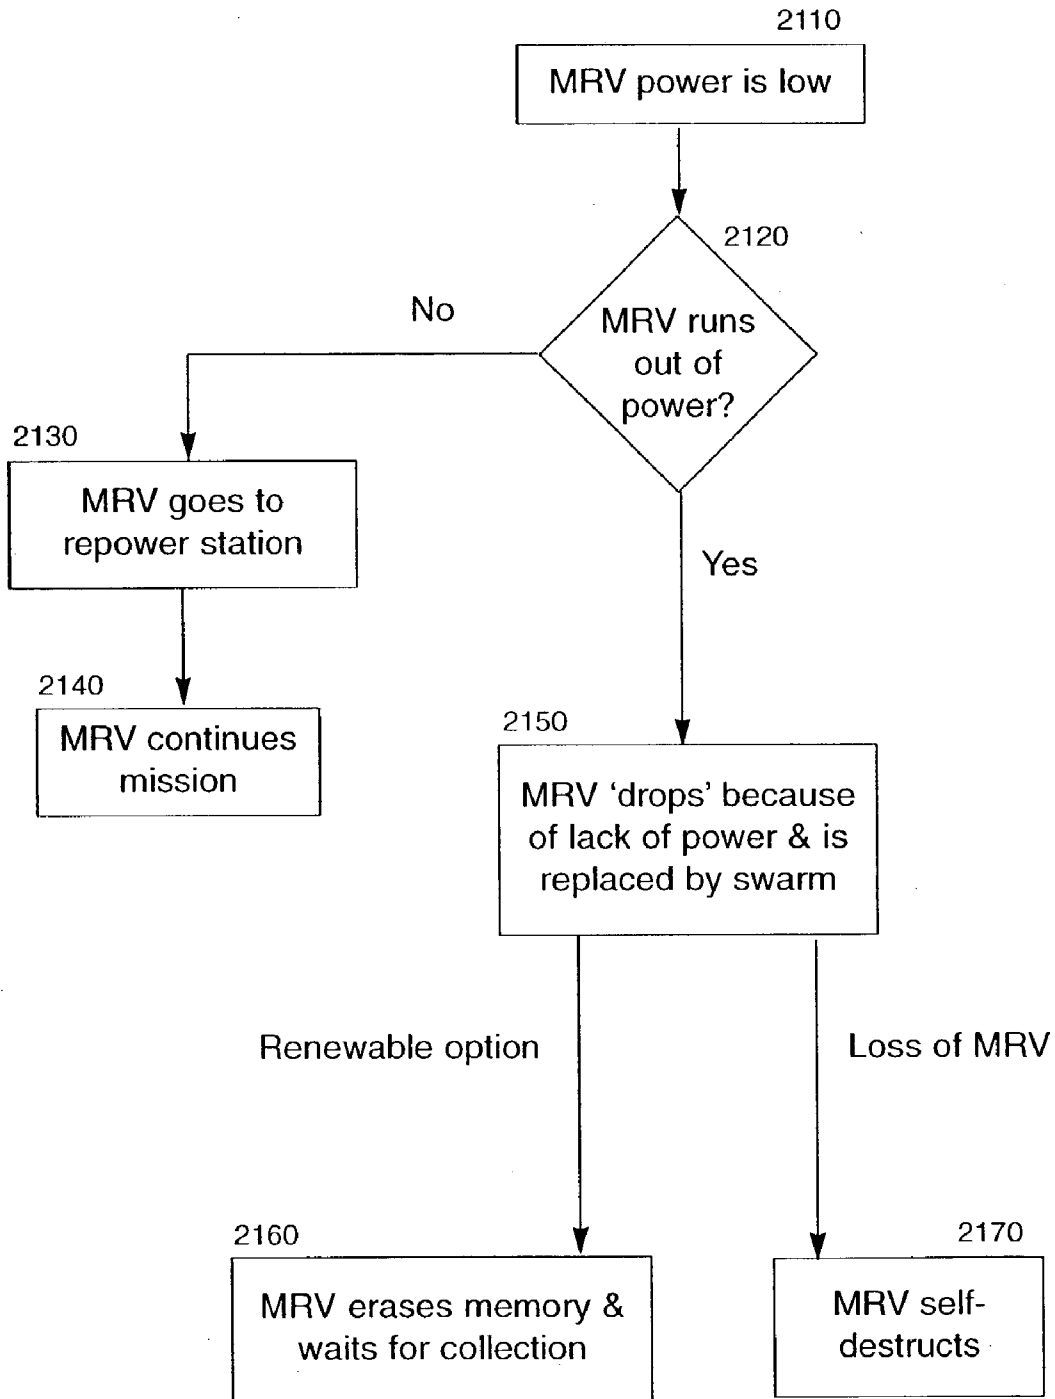 2110
MRV power is low
2120
MRV runs
out of
power?
No
2130
MRV goes to
repower station
Yes
2140
MRV continues
mission
2150
MRV ‘drops’ because
of lack of power & is
replaced by swarm
Renewable option
Loss of MRV
2160
MRV erases memory &
waits for collection
2170
MRV self-
destructs